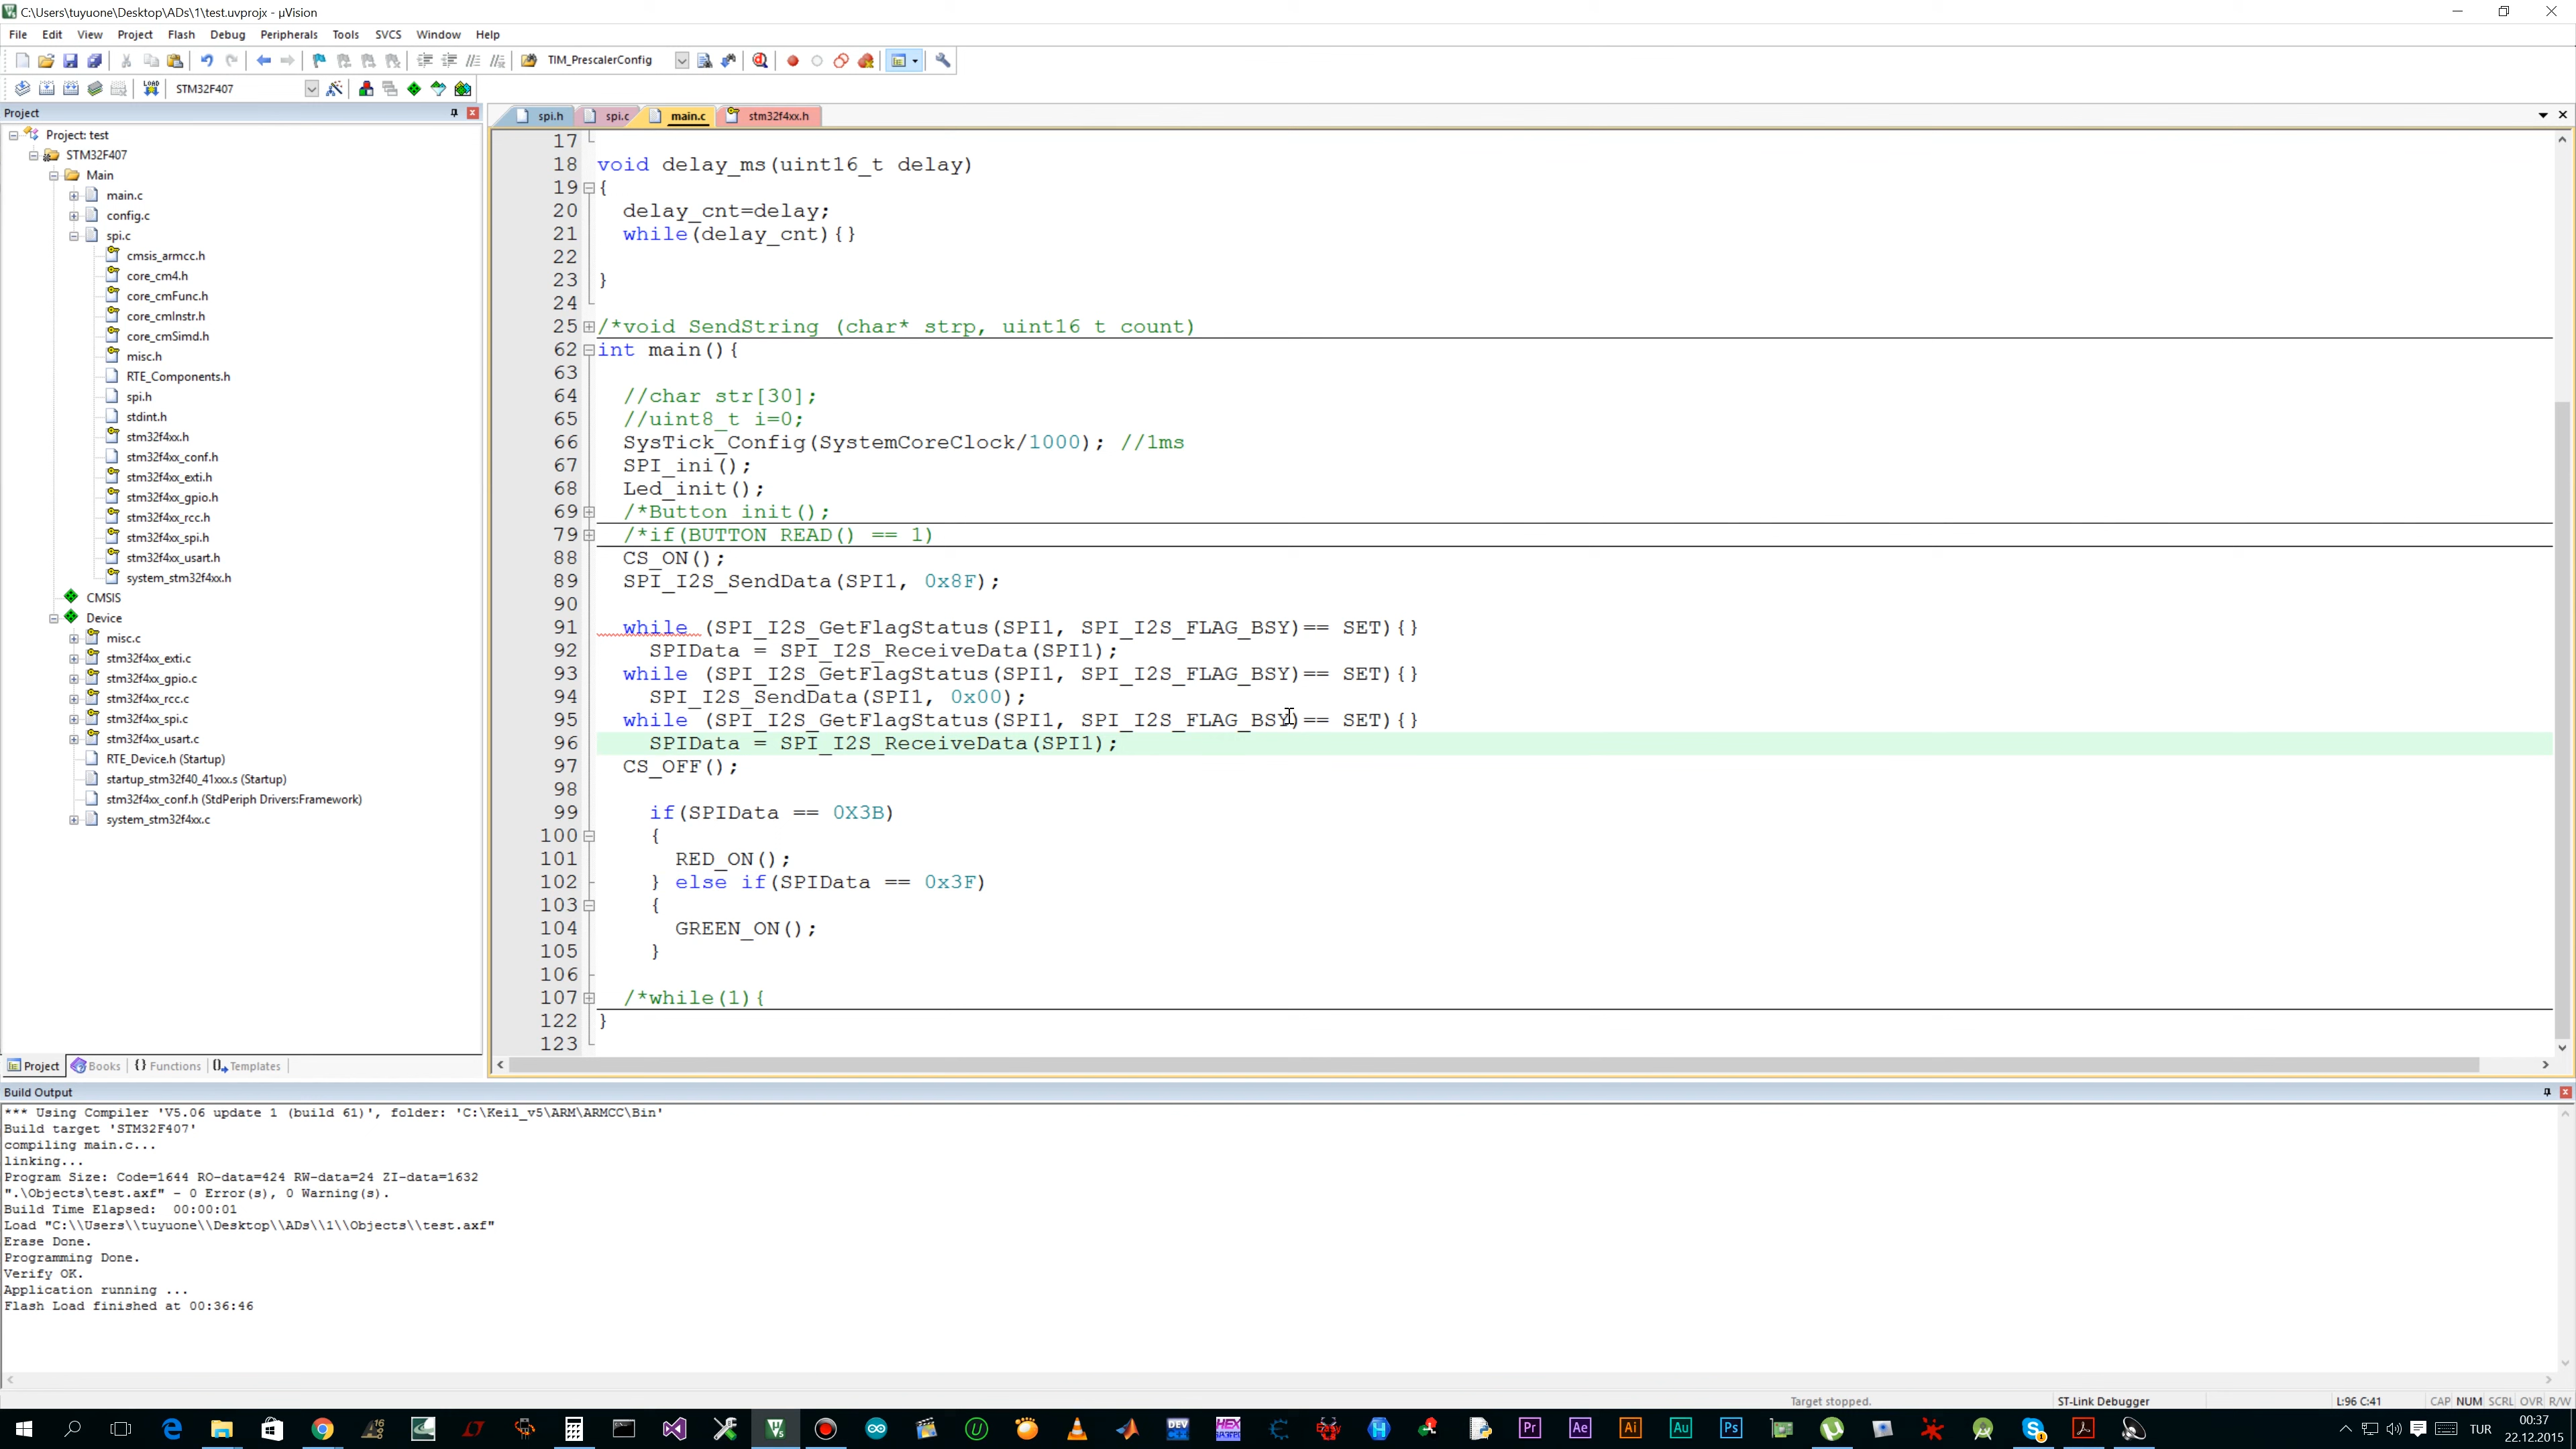 C:\Users\tuyuone\Desktop\ADs\1\test.uvprojx - µVision
File Edit View Project Flash Debug Peripherals Tools SVCS Window Help
TIM_PrescalerConfig
LOAD STM32F407
Project
Project: test
STM32F407
Main
main.c
config.c
spi.c
cmsis_armcc.h
core_cm4.h
core_cmFunc.h
core_cmInstr.h
core_cmSimd.h
misc.h
RTE_Components.h
spi.h
stdint.h
stm32f4xx.h
stm32f4xx_conf.h
stm32f4xx_exti.h
stm32f4xx_gpio.h
stm32f4xx_rcc.h
stm32f4xx_spi.h
stm32f4xx_usart.h
system_stm32f4xx.h
CMSIS
Device
misc.c
stm32f4xx_exti.c
stm32f4xx_gpio.c
stm32f4xx_rcc.c
stm32f4xx_spi.c
stm32f4xx_usart.c
RTE_Device.h (Startup)
startup_stm32f40_41xxx.s (Startup)
stm32f4xx_conf.h (StdPeriph Drivers:Framework)
system_stm32f4xx.c
Project Books Functions Templates
spi.h spi.c main.c stm32f4xx.h
17
18 void delay_ms(uint16_t delay)
19 {
20 delay_cnt=delay;
21 while(delay_cnt){}
22
23 }
24
25 /*void SendString (char* strp, uint16_t count)
62 int main(){
63
64 //char str[30];
65 //uint8_t i=0;
66 SysTick_Config(SystemCoreClock/1000); //1ms
67 SPI_ini();
68 Led_init();
69 /*Button_init();
79 /*if(BUTTON_READ() == 1)
88 CS_ON();
89 SPI_I2S_SendData(SPI1, 0x8F);
90
91 while (SPI_I2S_GetFlagStatus(SPI1, SPI_I2S_FLAG_BSY)== SET){}
92 SPIData = SPI_I2S_ReceiveData(SPI1);
93 while (SPI_I2S_GetFlagStatus(SPI1, SPI_I2S_FLAG_BSY)== SET){}
94 SPI_I2S_SendData(SPI1, 0x00);
95 while (SPI_I2S_GetFlagStatus(SPI1, SPI_I2S_FLAG_BSY)== SET){}
96 SPIData = SPI_I2S_ReceiveData(SPI1);
97 CS_OFF();
98
99 if(SPIData == 0X3B)
100 {
101 RED_ON();
102 } else if(SPIData == 0x3F)
103 {
104 GREEN_ON();
105 }
106
107 /*while(1){
122 }
123
Build Output
*** Using Compiler 'V5.06 update 1 (build 61)', folder: 'C:\Keil_v5\ARM\ARMCC\Bin'
Build target 'STM32F407'
compiling main.c...
linking...
Program Size: Code=1644 RO-data=424 RW-data=24 ZI-data=1632
".\Objects\test.axf" - 0 Error(s), 0 Warning(s).
Build Time Elapsed:  00:00:01
Load "C:\\Users\\tuyuone\\Desktop\\ADs\\1\\Objects\\test.axf"
Erase Done.
Programming Done.
Verify OK.
Application running ...
Flash Load finished at 00:36:46
Target stopped. ST-Link Debugger L:96 C:41 CAP NUM SCRL OVR R/W
DEV HEX Easy Pr Ae Ai Au Ps TUR 00:37
22.12.2015